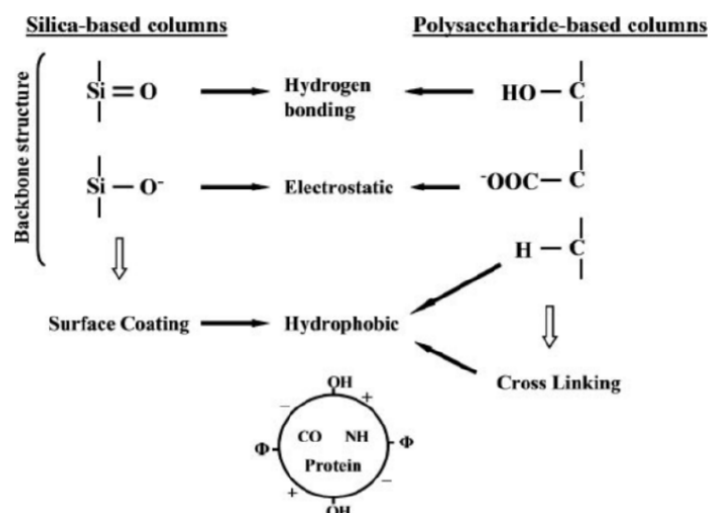 Silica-based columns
Polysaccharide-based columns
Backbone structure
Si=O
Hydrogen
bonding
HO—C
Si—O-
Electrostatic
-OOC—C
H—C
Surface Coating
Hydrophobic
Cross Linking
OH
− +
CO NH
Φ Φ
Protein
+ −
OH